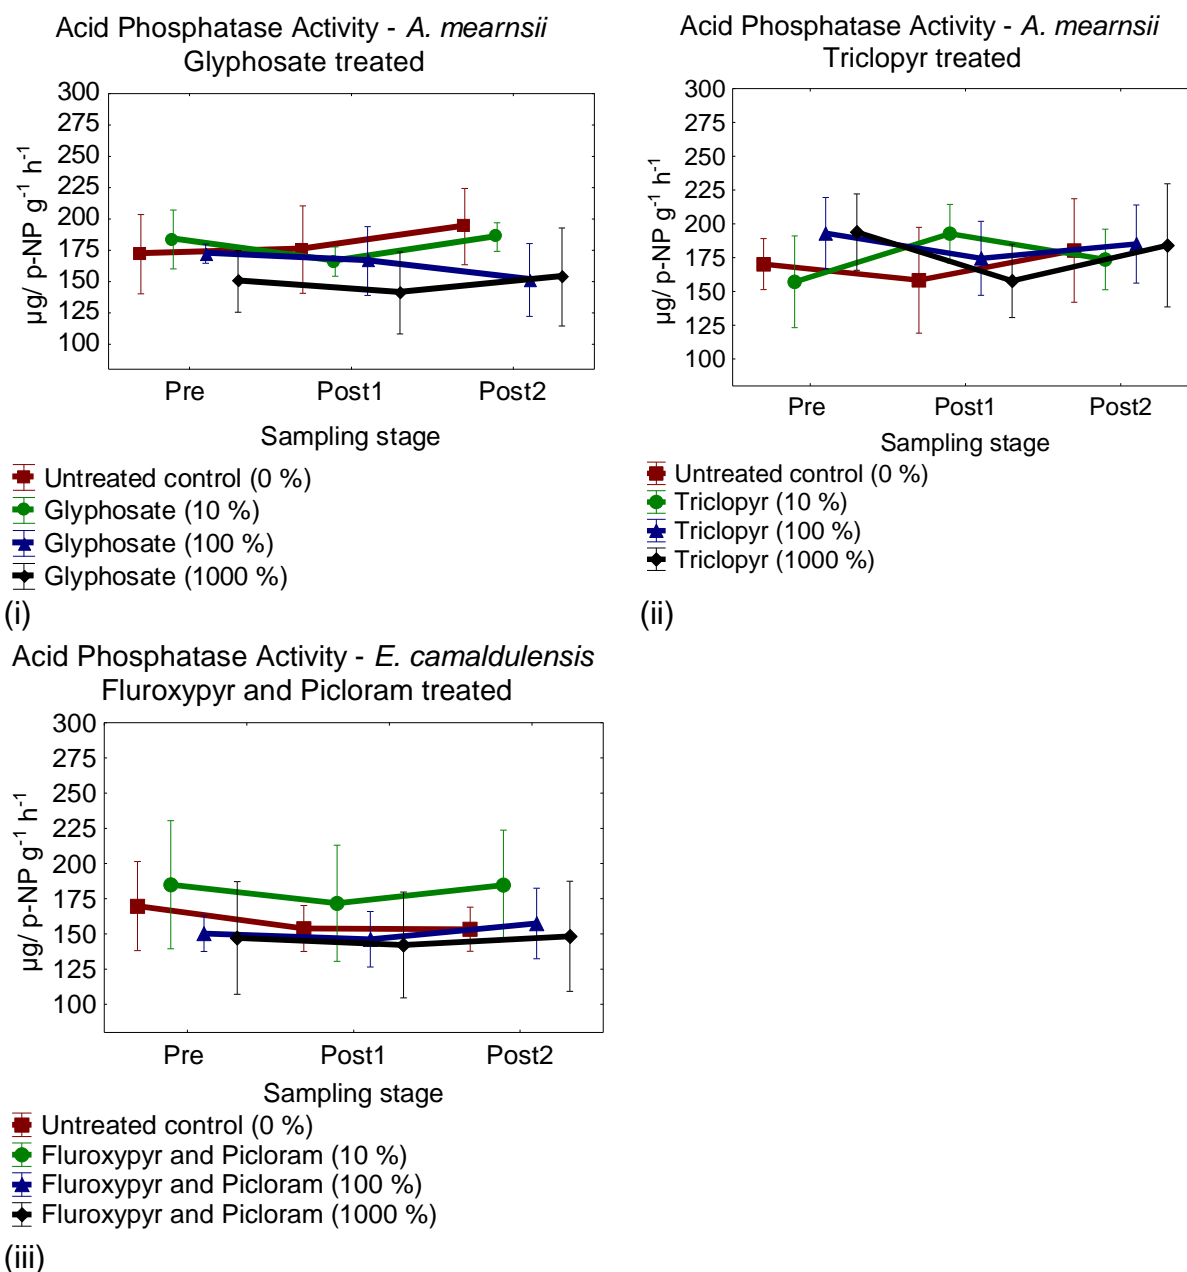 Acid Phosphatase Activity - A. mearnsii
Glyphosate treated
300
275
250
225
200
175
150
125
100
µg/ p-NP g⁻¹ h⁻¹
Pre Post1 Post2
Sampling stage
Untreated control (0 %)
Glyphosate (10 %)
Glyphosate (100 %)
Glyphosate (1000 %)
(i)
Acid Phosphatase Activity - A. mearnsii
Triclopyr treated
300
275
250
225
200
175
150
125
100
µg/ p-NP g⁻¹ h⁻¹
Pre Post1 Post2
Sampling stage
Untreated control (0 %)
Triclopyr (10 %)
Triclopyr (100 %)
Triclopyr (1000 %)
(ii)
Acid Phosphatase Activity - E. camaldulensis
Fluroxypyr and Picloram treated
300
275
250
225
200
175
150
125
100
µg/ p-NP g⁻¹ h⁻¹
Pre Post1 Post2
Sampling stage
Untreated control (0 %)
Fluroxypyr and Picloram (10 %)
Fluroxypyr and Picloram (100 %)
Fluroxypyr and Picloram (1000 %)
(iii)